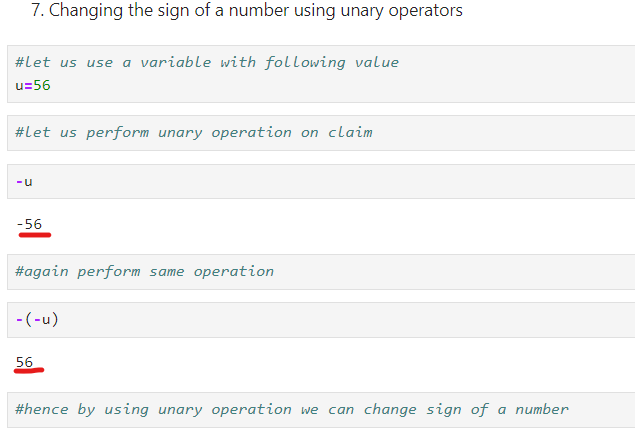 7. Changing the sign of a number using unary operators
#let us use a variable with following value
u=56
#let us perform unary operation on claim
-u
-56
#again perform same operation
-(-u)
56
#hence by using unary operation we can change sign of a number